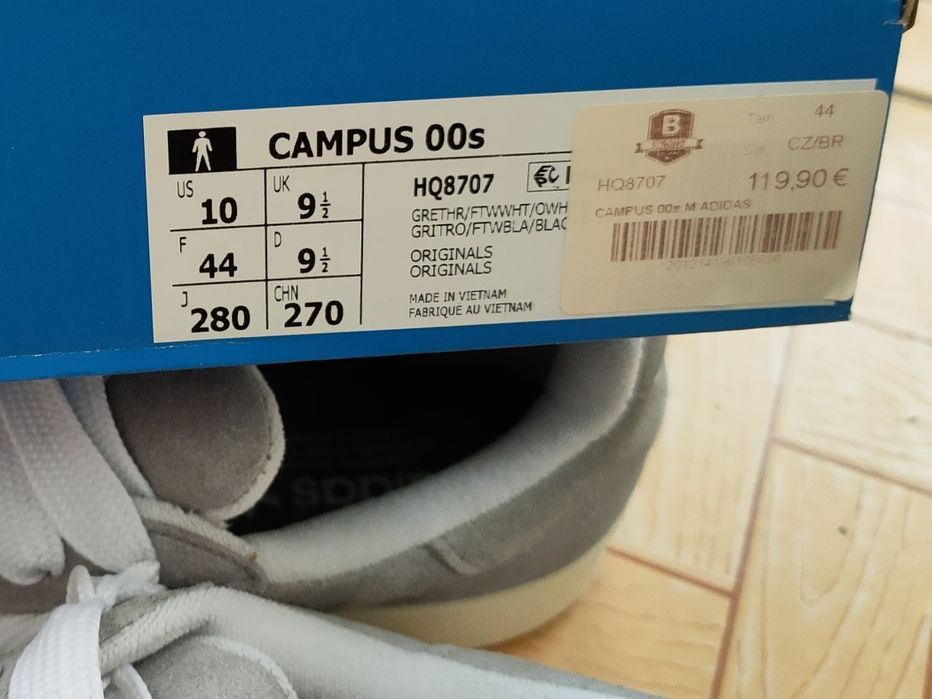 CAMPUS 00s
US 10
UK 9 1/2
F 44
D 9 1/2
J 280
CHN 270
HQ8707
GRETHR/FTWWHT/OWH
GRITRO/FTWBLA/BLAC
ORIGINALS
ORIGINALS
MADE IN VIETNAM
FABRIQUE AU VIETNAM
B
Tam 44
Cor CZ/BR
HQ8707
119,90 €
CAMPUS 00s M ADIDAS
adidas